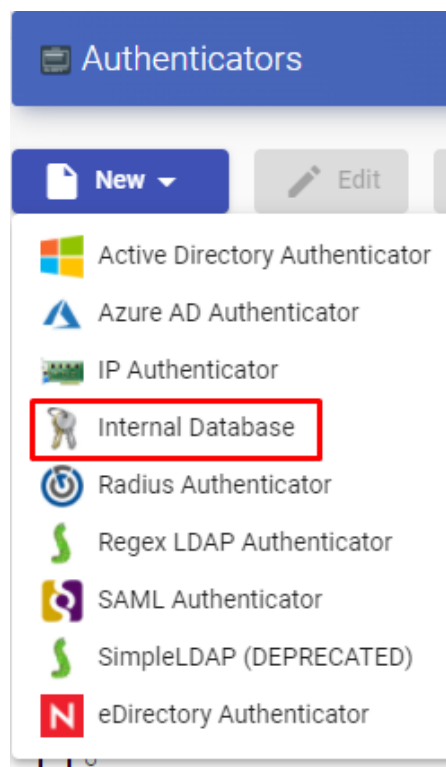 Authenticators
New
Edit
Active Directory Authenticator
Azure AD Authenticator
IP Authenticator
Internal Database
Radius Authenticator
Regex LDAP Authenticator
SAML Authenticator
SimpleLDAP (DEPRECATED)
eDirectory Authenticator